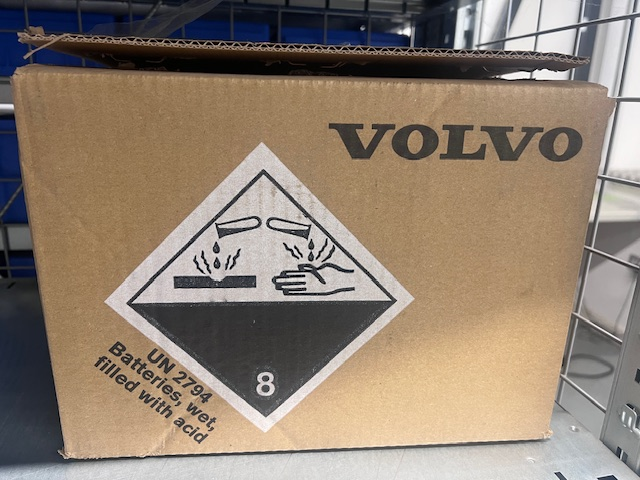 VOLVO
8
UN 2794
Batteries, wet,
filled with acid